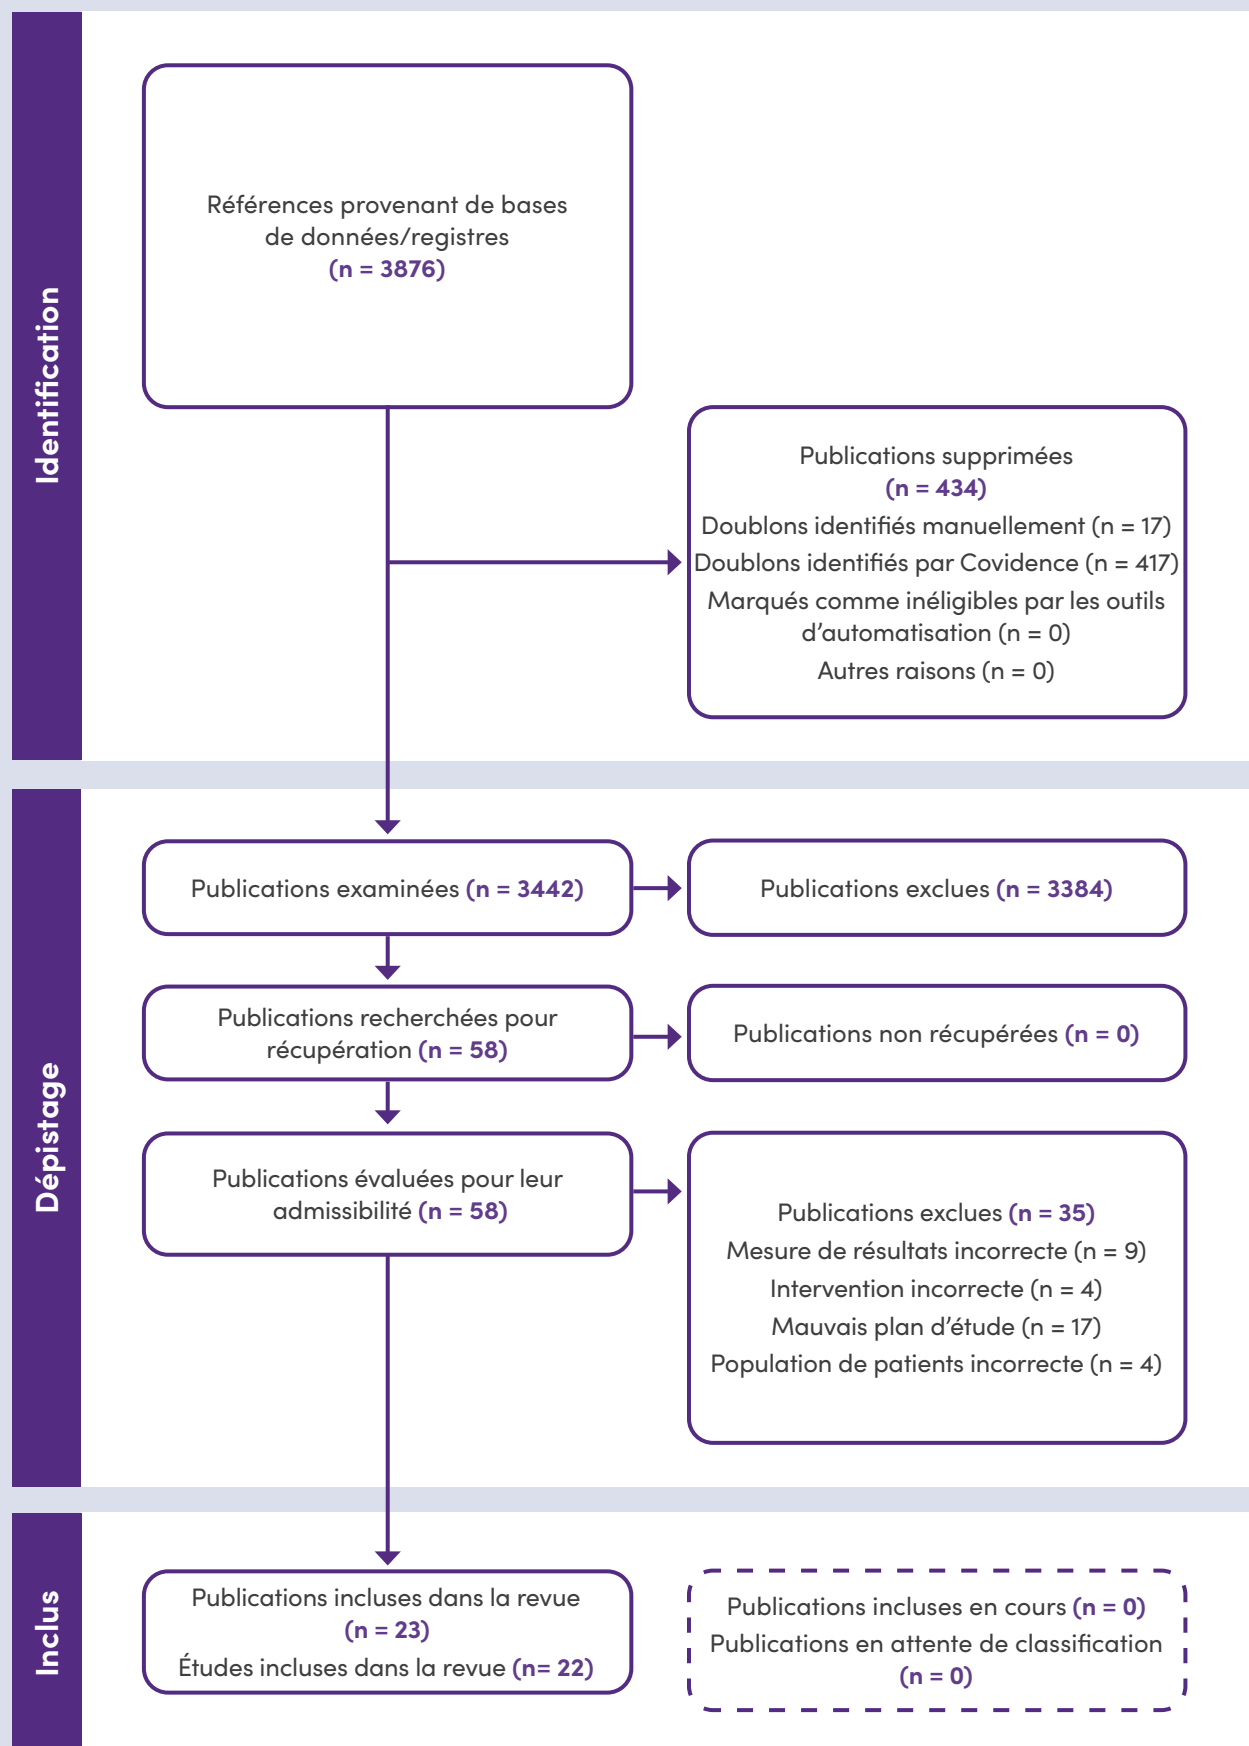 Identification
Références provenant de bases
de données/registres
(n = 3876)
Publications supprimées
(n = 434)
Doublons identifiés manuellement (n = 17)
Doublons identifiés par Covidence (n = 417)
Marqués comme inéligibles par les outils
d’automatisation (n = 0)
Autres raisons (n = 0)
Dépistage
Publications examinées (n = 3442)
Publications exclues (n = 3384)
Publications recherchées pour
récupération (n = 58)
Publications non récupérées (n = 0)
Publications évaluées pour leur
admissibilité (n = 58)
Publications exclues (n = 35)
Mesure de résultats incorrecte (n = 9)
Intervention incorrecte (n = 4)
Mauvais plan d’étude (n = 17)
Population de patients incorrecte (n = 4)
Inclus
Publications incluses dans la revue
(n = 23)
Études incluses dans la revue (n= 22)
Publications incluses en cours (n = 0)
Publications en attente de classification
(n = 0)